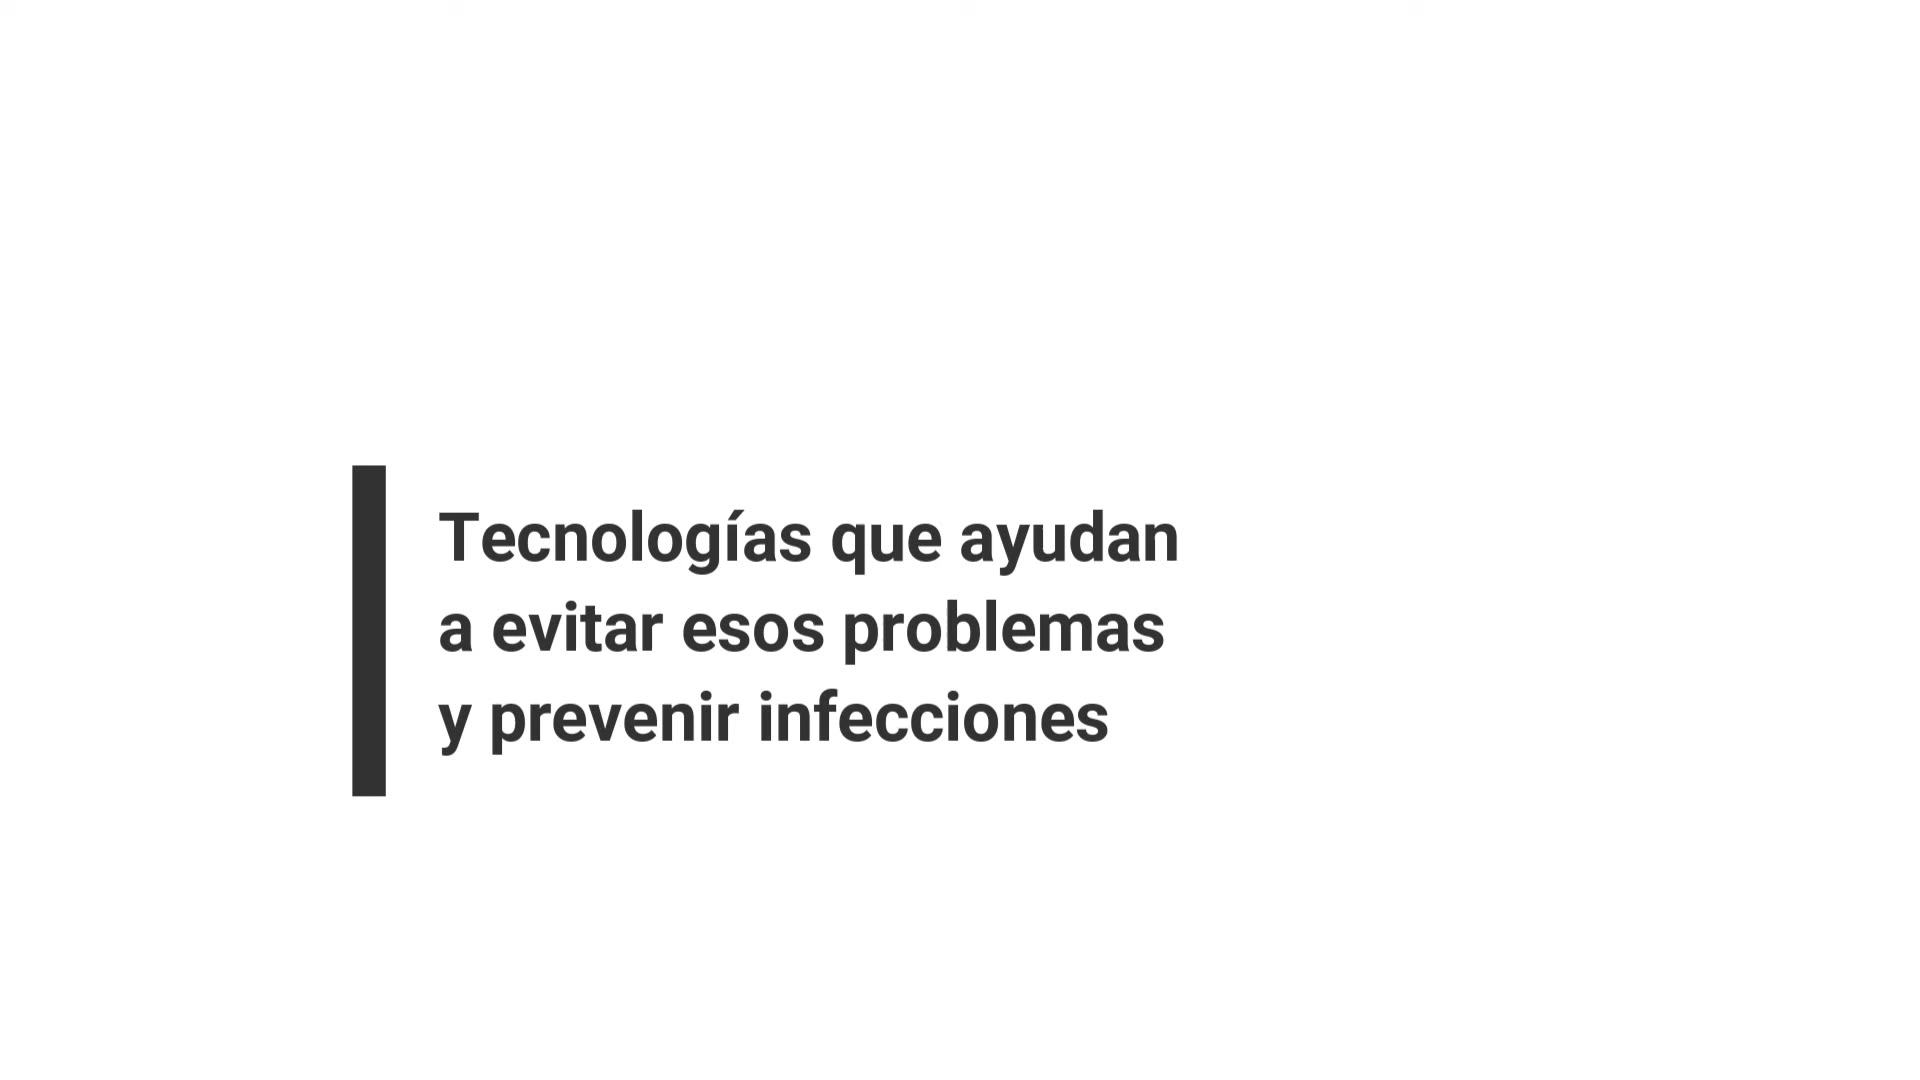 Tecnologías que ayudan
a evitar esos problemas
y prevenir infecciones